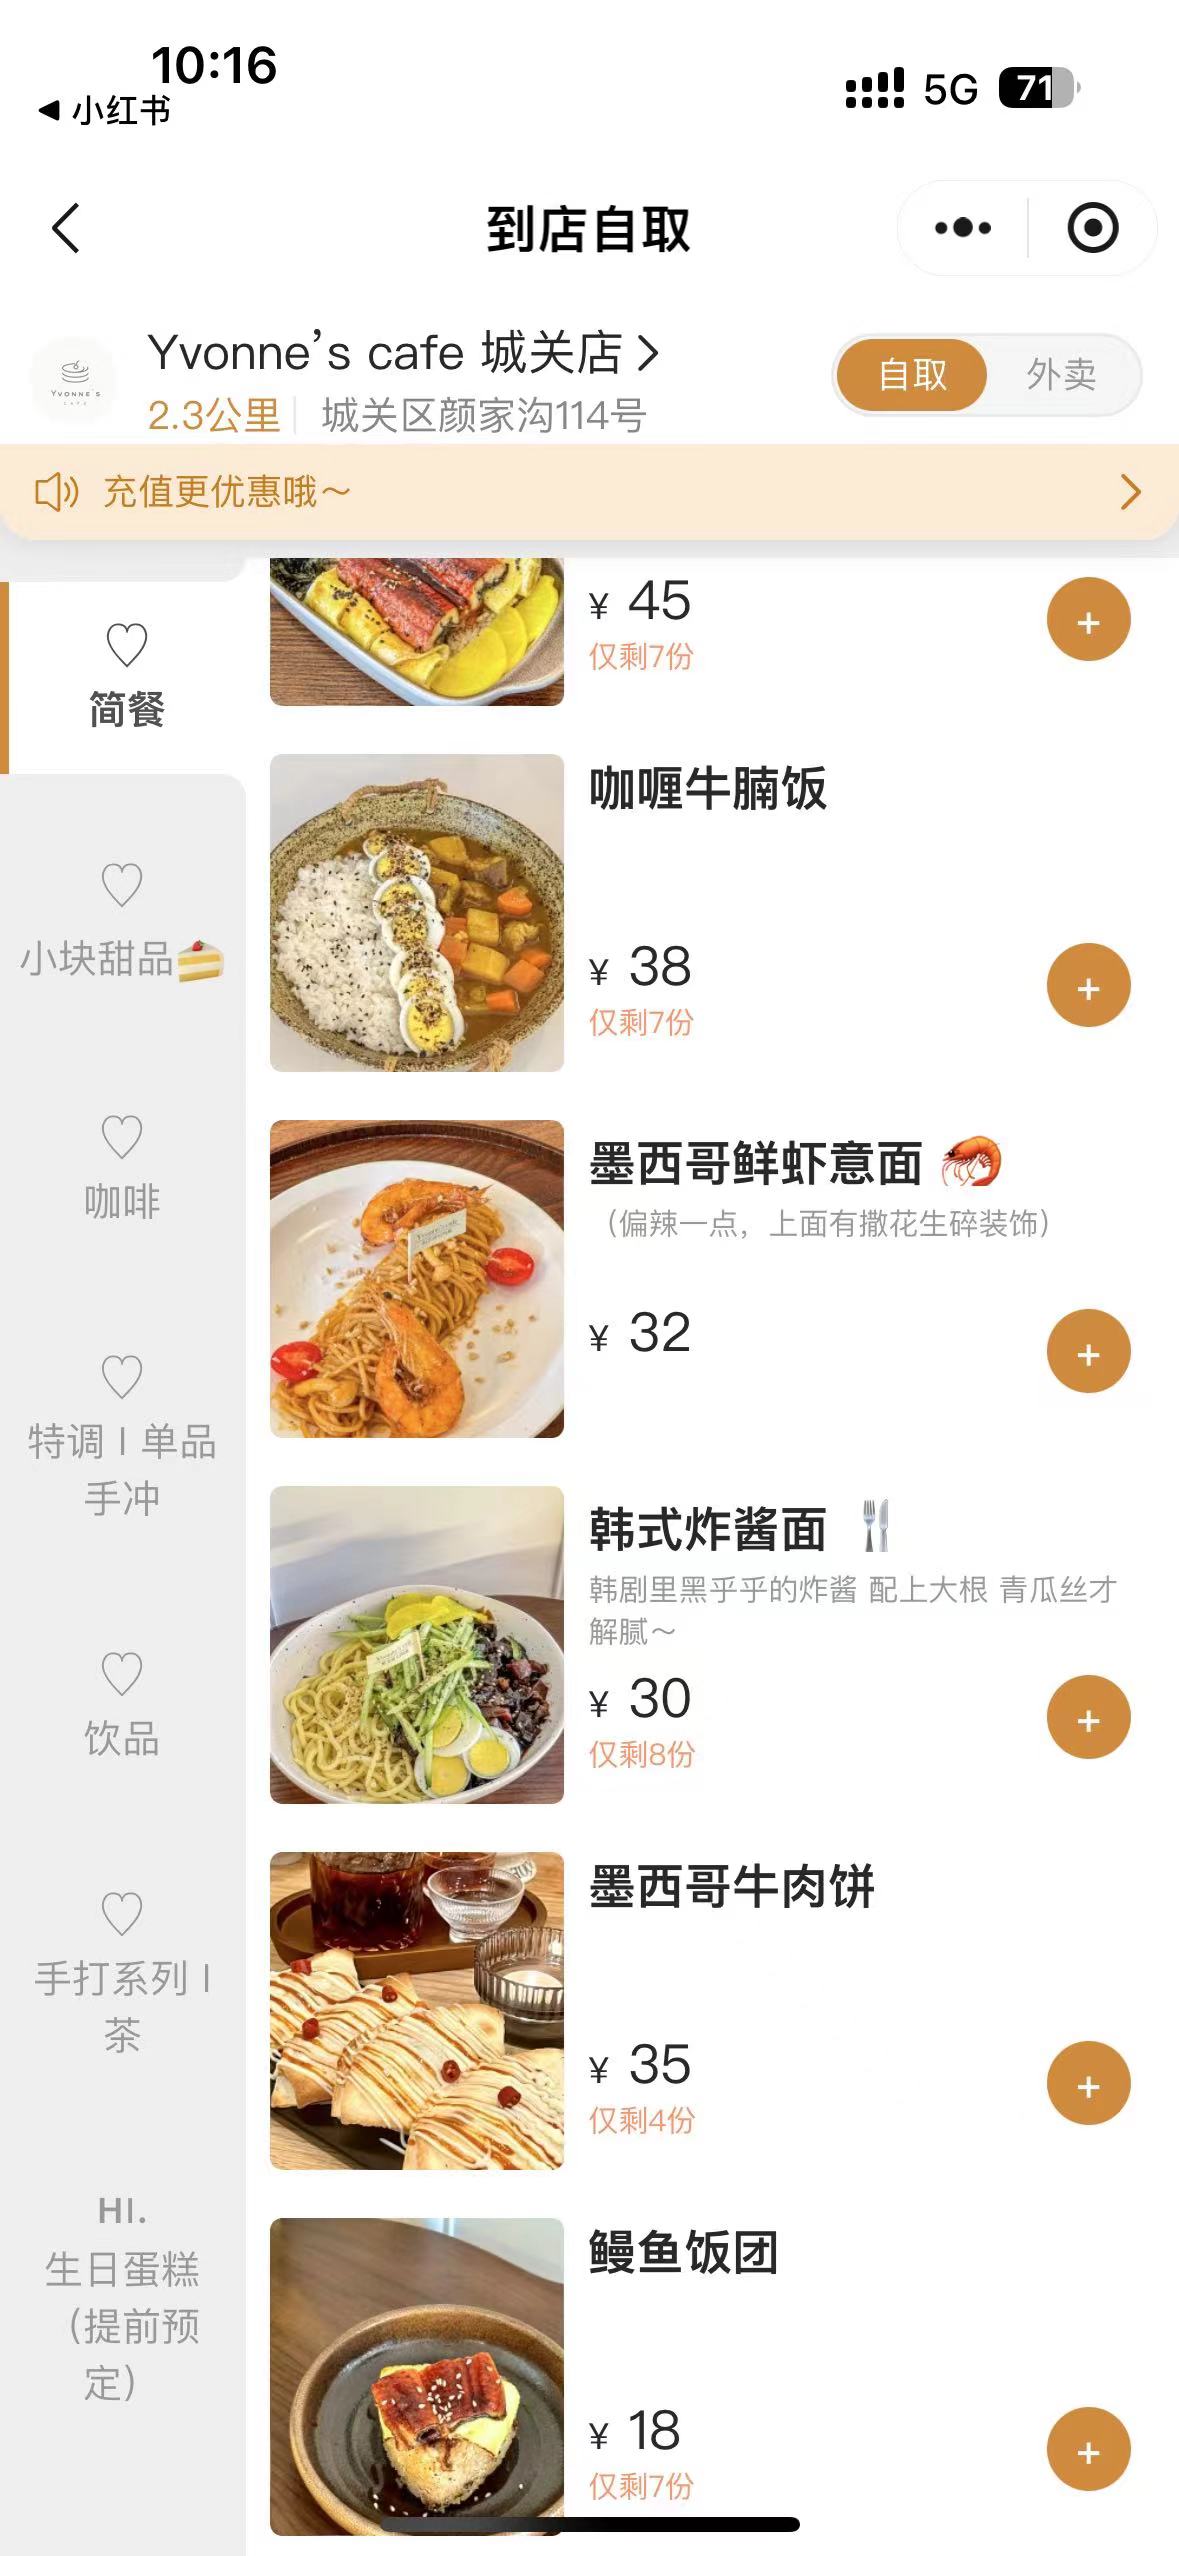 10:16
小红书
5G
71
到店自取
Yvonne's cafe 城关店
2.3公里 城关区颜家沟114号
自取
外卖
YVONNE'S
CAFE
充值更优惠哦~
简餐
小块甜品
咖啡
特调 | 单品
手冲
饮品
手打系列 |
茶
HI.
生日蛋糕
（提前预
定）
¥ 45
仅剩7份
+
咖喱牛腩饭
¥ 38
仅剩7份
+
墨西哥鲜虾意面 🦐
（偏辣一点，上面有撒花生碎装饰）
¥ 32
+
韩式炸酱面 🍴
韩剧里黑乎乎的炸酱 配上大根 青瓜丝才
解腻~
¥ 30
仅剩8份
+
墨西哥牛肉饼
¥ 35
仅剩4份
+
鳗鱼饭团
¥ 18
仅剩7份
+